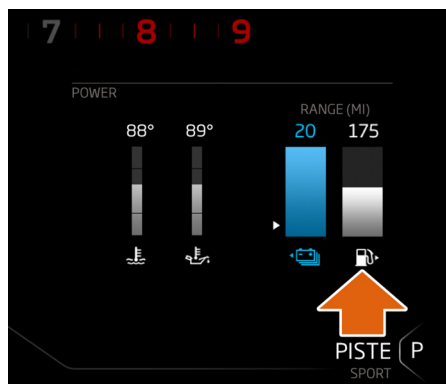 7 8 9
POWER
RANGE (MI)
88° 89° 20 175
PISTE P
SPORT